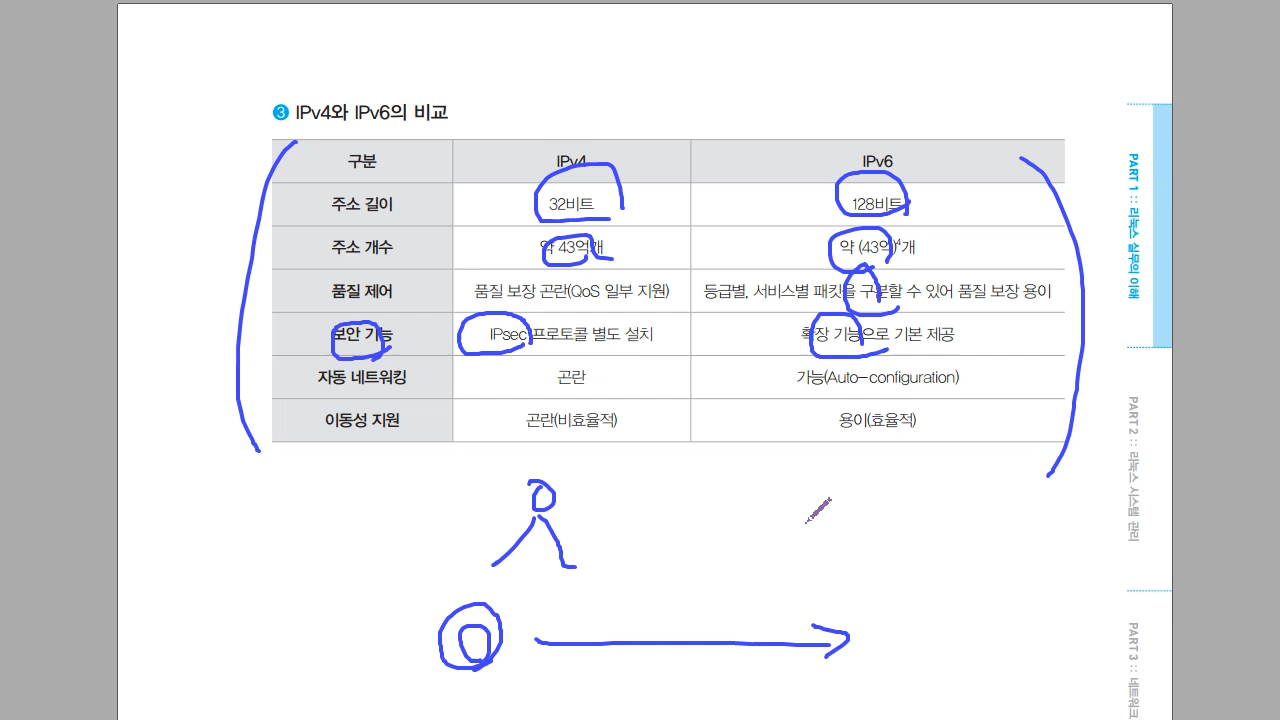 3 IPv4와 IPv6의 비교
구분 IPv4 IPv6
주소 길이 32비트 128비트
주소 개수 약 43억개 약 (43억)⁴개
품질 제어 품질 보장 곤란(QoS 일부 지원) 등급별, 서비스별 패킷을 구분할 수 있어 품질 보장 용이
보안 기능 IPsec 프로토콜 별도 설치 확장 기능으로 기본 제공
자동 네트워킹 곤란 가능(Auto-configuration)
이동성 지원 곤란(비효율적) 용이(효율적)
PART 1 :: 리눅스 실무의 이해
PART 2 :: 리눅스 시스템 관리
PART 3 :: 네트워크